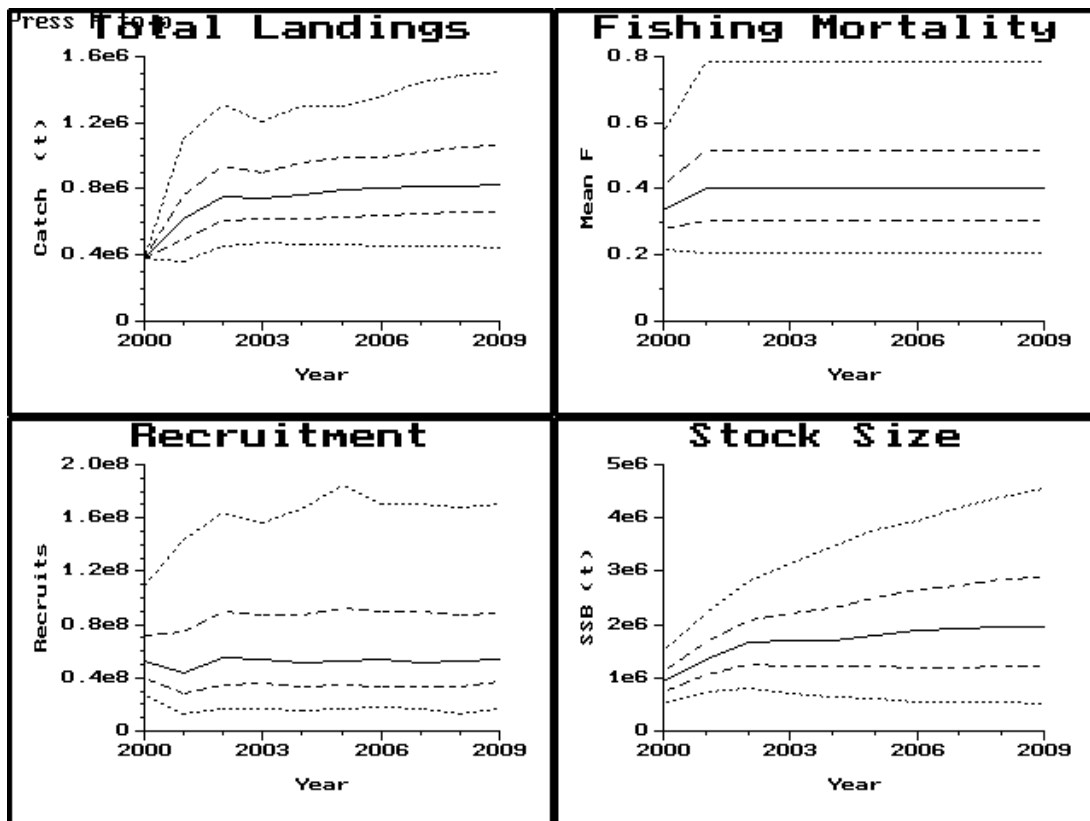 Press
Total Landings
1.6e6
1.2e6
0.8e6
0.4e6
0
Catch (t)
2000 2003 2006 2009
Year
Fishing Mortality
0.8
0.6
0.4
0.2
0
Mean F
2000 2003 2006 2009
Year
Recruitment
2.0e8
1.6e8
1.2e8
0.8e8
0.4e8
0
Recruits
2000 2003 2006 2009
Year
Stock Size
5e6
4e6
3e6
2e6
1e6
0
SSB (t)
2000 2003 2006 2009
Year